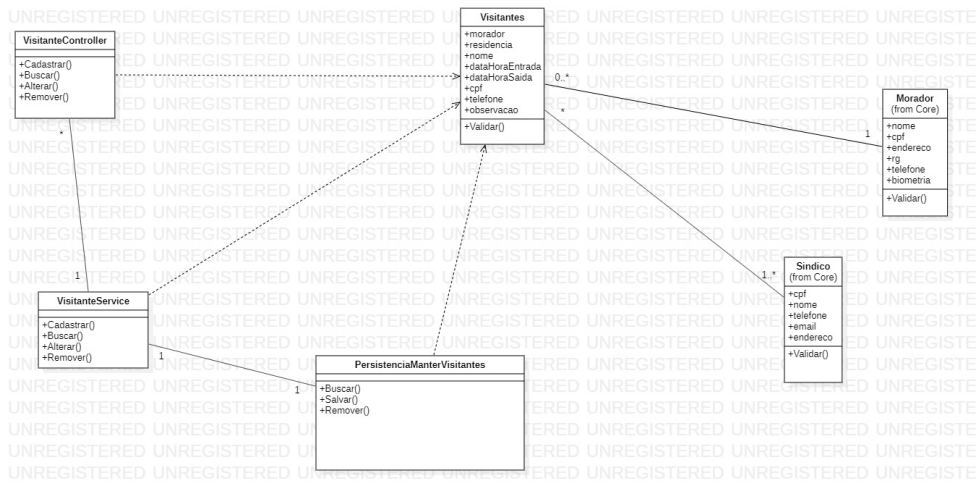 VisitanteController
+Cadastrar()
+Buscar()
+Alterar()
+Remover()
*
1
VisitanteService
+Cadastrar()
+Buscar()
+Alterar()
+Remover()
1
1
PersistenciaManterVisitantes
+Buscar()
+Salvar()
+Remover()
Visitantes
+morador
+residencia
+nome
+dataHoraEntrada
+dataHoraSaida
+cpf
+telefone
+observacao
+Validar()
0..*
1
*
1..*
Morador
(from Core)
+nome
+cpf
+endereco
+rg
+telefone
+biometria
+Validar()
Sindico
(from Core)
+cpf
+nome
+telefone
+email
+endereco
+Validar()
UNREGISTERED